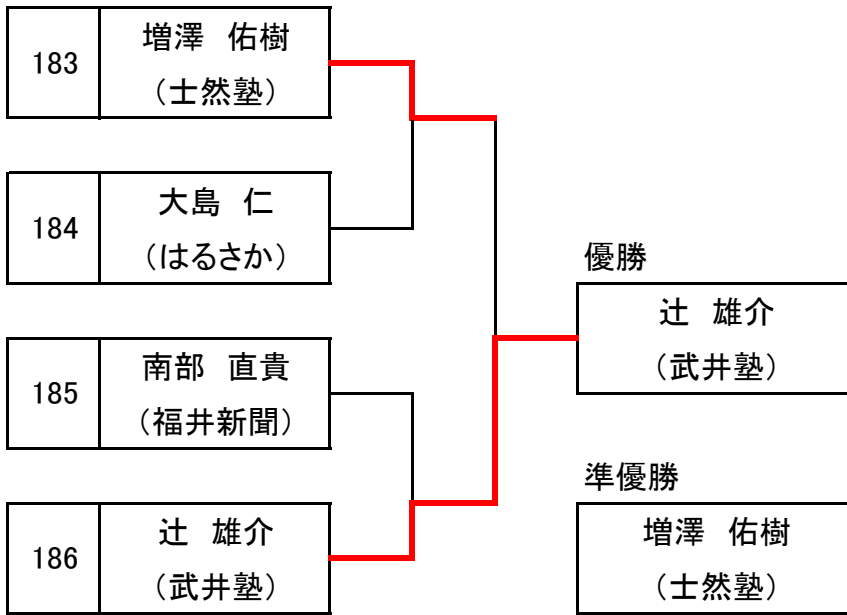 183
増澤　佑樹
（士然塾）
184
大島　仁
（はるさか）
185
南部　直貴
（福井新聞）
186
辻　雄介
（武井塾）
優勝
辻　雄介
（武井塾）
準優勝
増澤　佑樹
（士然塾）